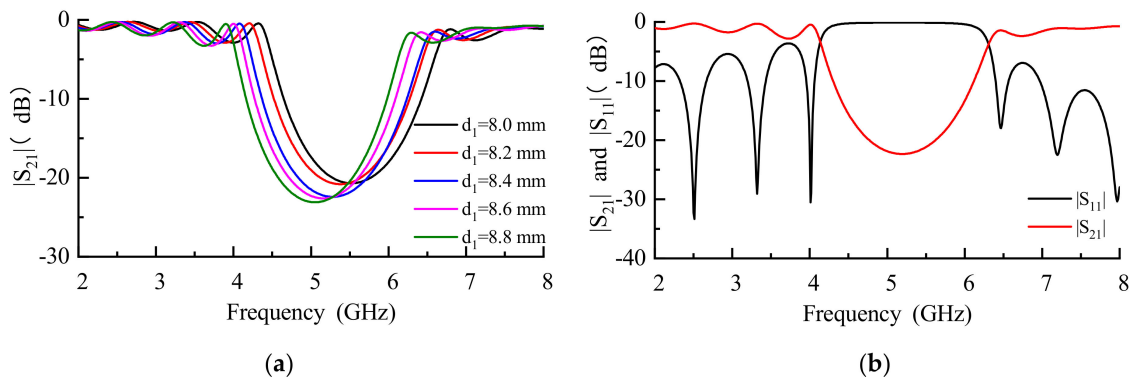 |S21|( dB)
0
-10
-20
-30
d1=8.0 mm
d1=8.2 mm
d1=8.4 mm
d1=8.6 mm
d1=8.8 mm
2 3 4 5 6 7 8
Frequency (GHz)
(a)
|S21| and |S11|( dB)
0
-10
-20
-30
-40
|S11|
|S21|
2 3 4 5 6 7 8
Frequency (GHz)
(b)